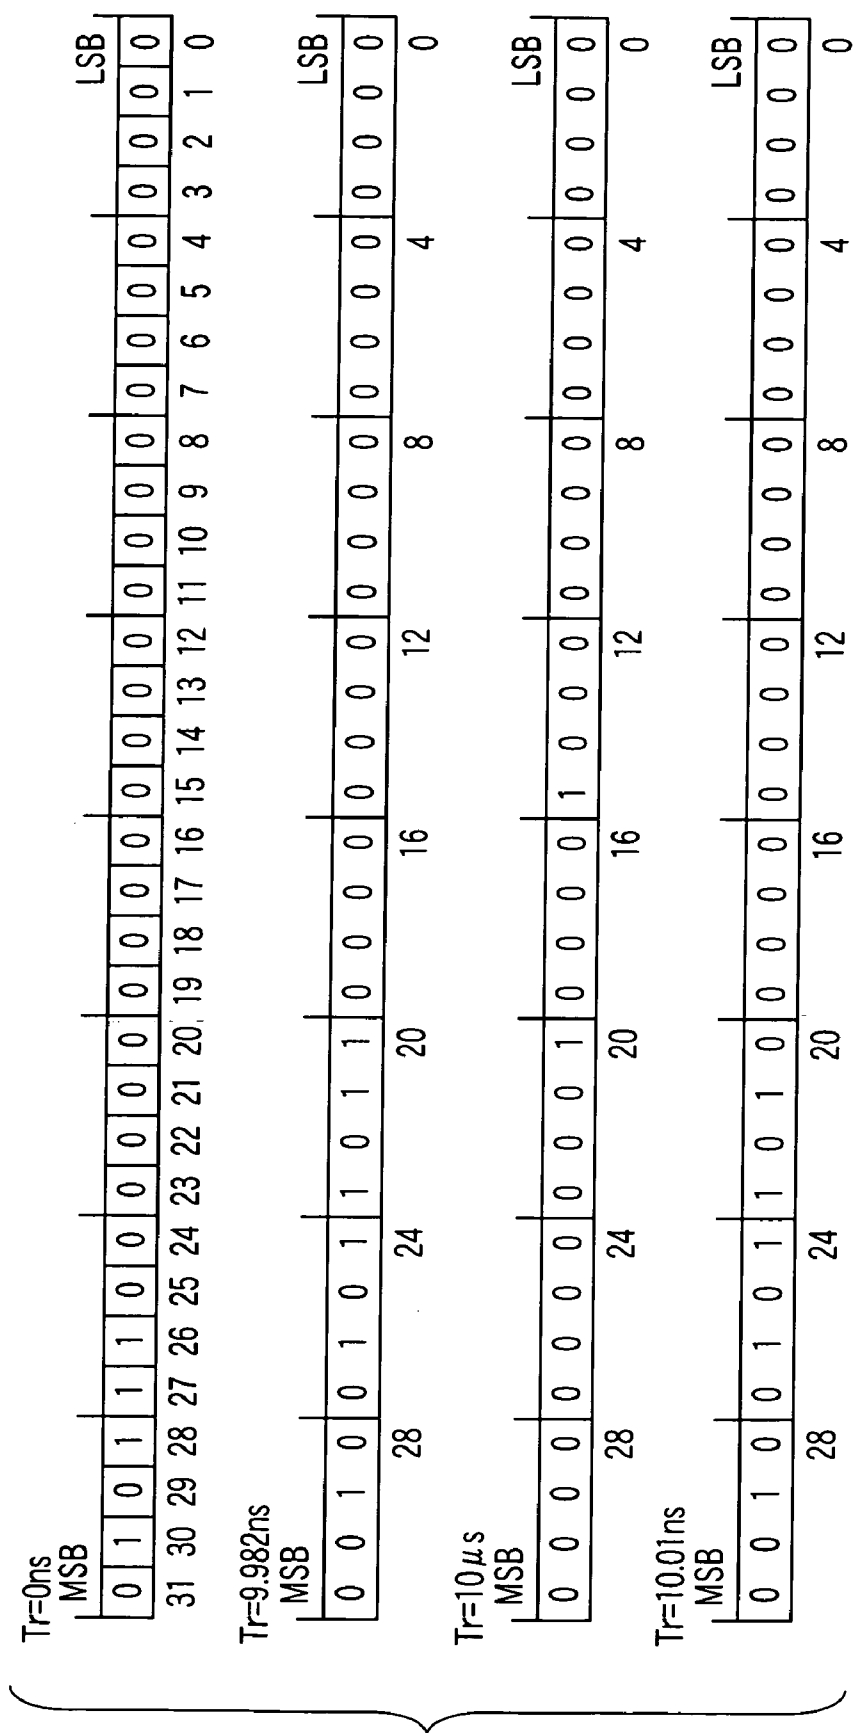 Tr=0ns
MSB LSB
0 1 0 1 1 1 0 0 0 0 0 0 0 0 0 0 0 0 0 0 0 0 0 0 0 0 0 0 0 0 0 0
31 30 29 28 27 26 25 24 23 22 21 20 19 18 17 16 15 14 13 12 11 10 9 8 7 6 5 4 3 2 1 0
Tr=9.982ns
MSB LSB
0 0 1 0 0 1 0 1 1 0 1 1 0 0 0 0 0 0 0 0 0 0 0 0 0 0 0 0 0 0 0 0
28 24 20 16 12 8 4 0
Tr=10μs
MSB LSB
0 0 0 0 0 0 0 0 0 0 0 1 0 0 0 0 1 0 0 0 0 0 0 0 0 0 0 0 0 0 0 0
28 24 20 16 12 8 4 0
Tr=10.01ns
MSB LSB
0 0 1 0 0 1 0 1 1 0 1 0 0 0 0 0 0 0 0 0 0 0 0 0 0 0 0 0 0 0 0 0
28 24 20 16 12 8 4 0